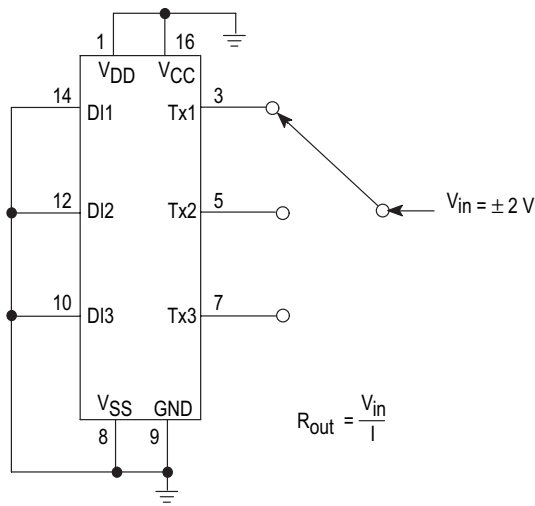 1 16
VDD VCC
14 DI1 Tx1 3
12 DI2 Tx2 5
Vin = ± 2 V
10 DI3 Tx3 7
VSS GND
8 9
Rout = Vin
I